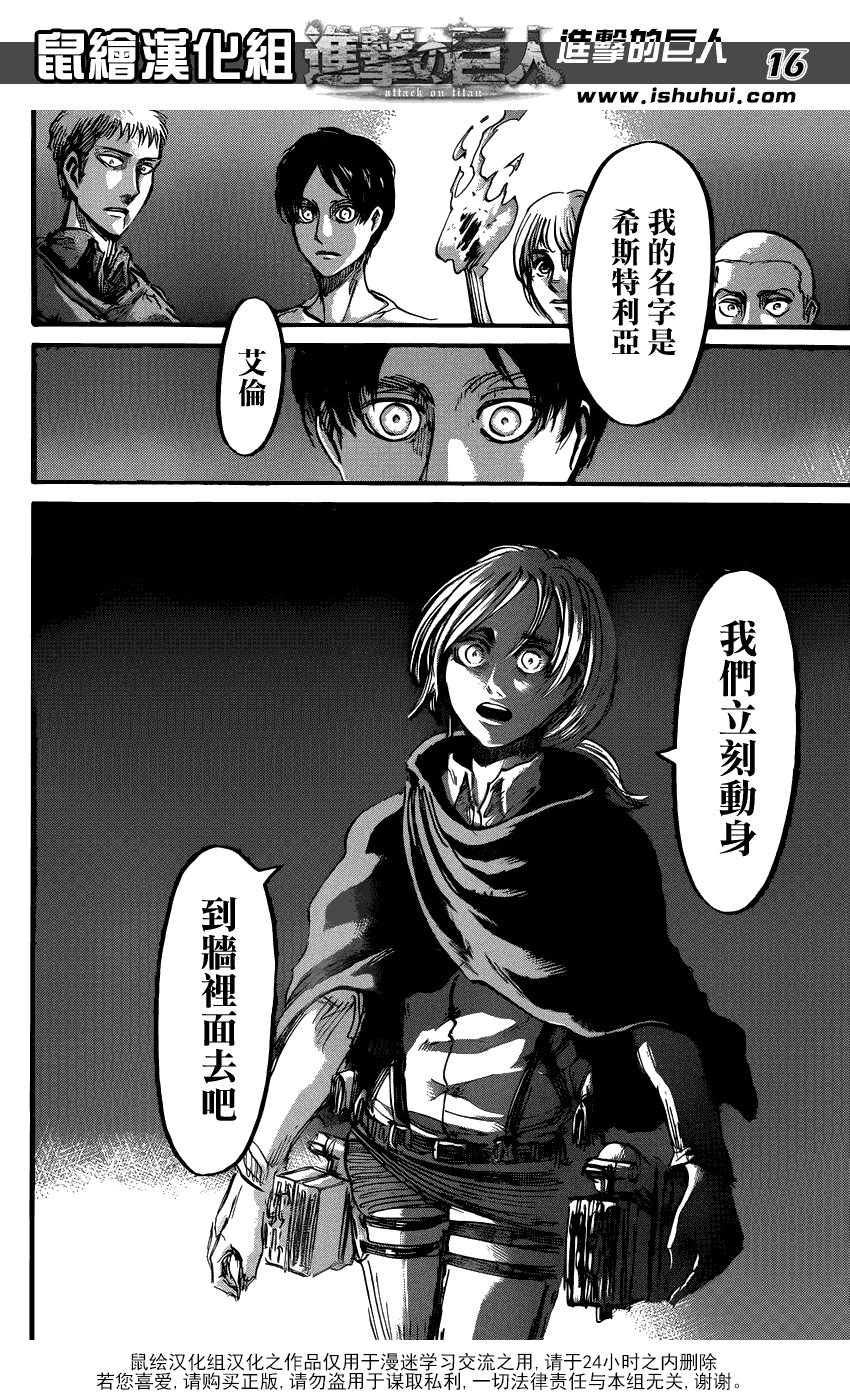 鼠繪漢化組
進撃の巨人
attack on titan
進擊的巨人
www.ishuhui.com
16
我的名字是
希斯特利亞
艾倫
我們立刻動身
到牆裡面去吧
鼠绘汉化组汉化之作品仅用于漫迷学习交流之用, 请于24小时之内删除
若您喜爱, 请购买正版, 请勿用于谋取私利, 一切法律责任与本组无关, 谢谢。